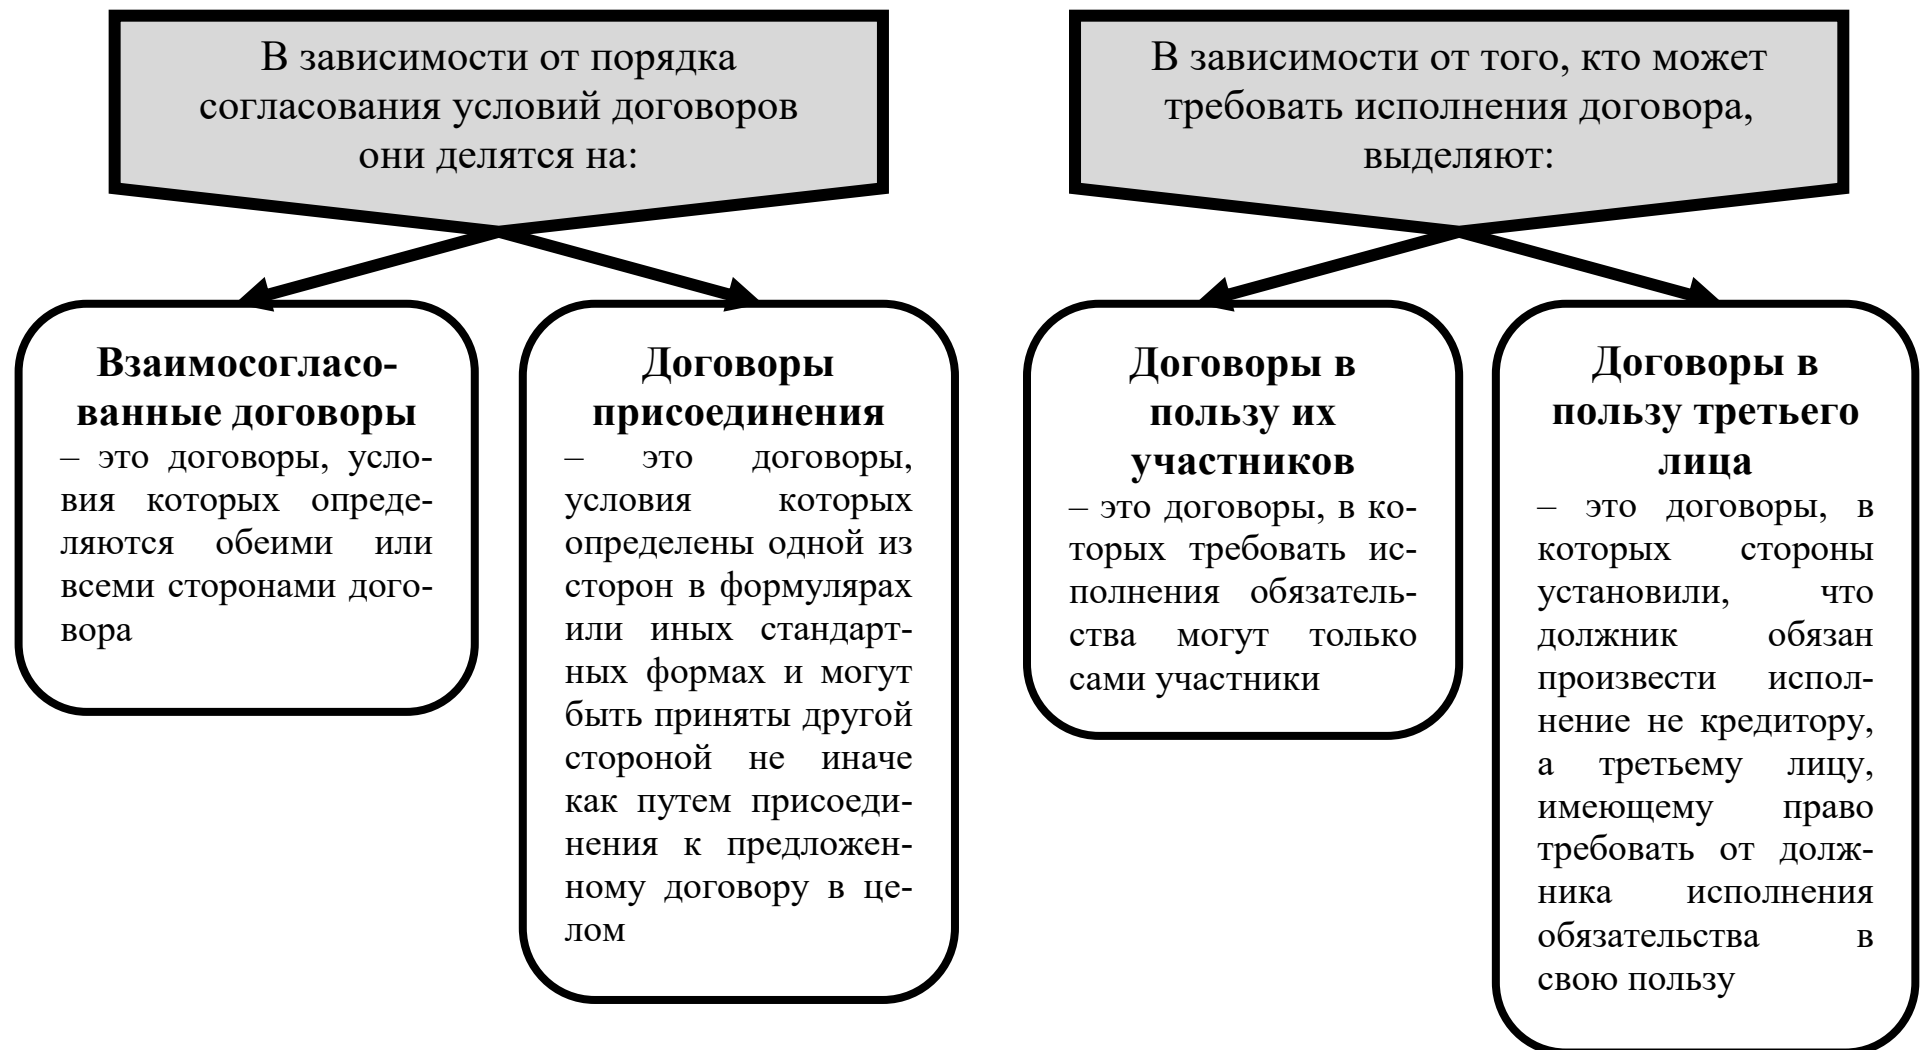 В зависимости от порядка
согласования условий договоров
они делятся на:
Взаимосогласо-
ванные договоры
– это договоры, усло-
вия которых опреде-
ляются обеими или
всеми сторонами дого-
вора
Договоры
присоединения
– это договоры,
условия которых
определены одной из
сторон в формулярах
или иных стандарт-
ных формах и могут
быть приняты другой
стороной не иначе
как путем присоеди-
нения к предложен-
ному договору в це-
лом
В зависимости от того, кто может
требовать исполнения договора,
выделяют:
Договоры в
пользу их
участников
– это договоры, в ко-
торых требовать ис-
полнения обязатель-
ства могут только
сами участники
Договоры в
пользу третьего
лица
– это договоры, в
которых стороны
установили, что
должник обязан
произвести испол-
нение не кредитору,
а третьему лицу,
имеющему право
требовать от долж-
ника исполнения
обязательства в
свою пользу